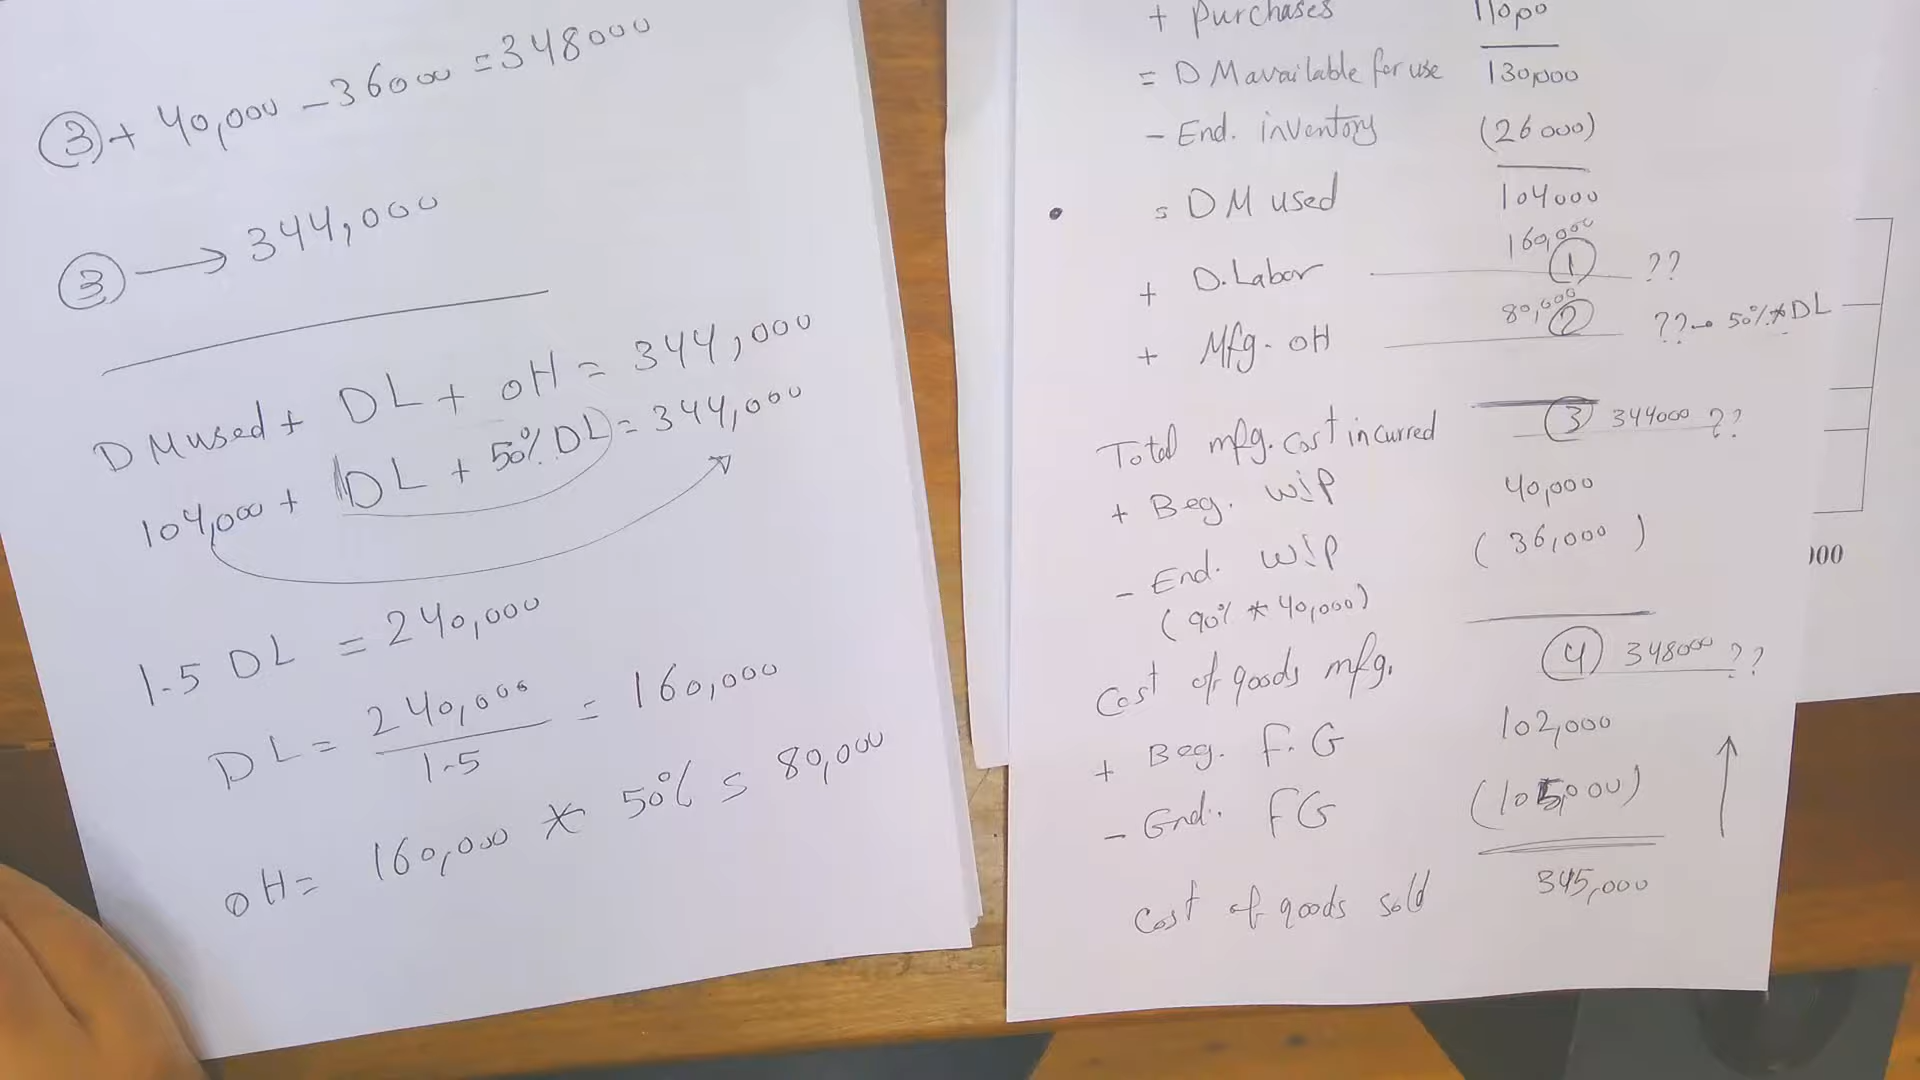 ③ + 40,000 - 36000 = 348000
③ → 344,000
DM used + DL + OH = 344,000
104,000 + DL + 50% DL = 344,000
1.5 DL = 240,000
DL = 240,000 / 1.5 = 160,000
OH = 160,000 * 50% = 80,000
+ Purchases
= DM available for use 130,000
- End. inventory (26000)
= DM used 104000
160,000
+ D. Labor ① ??
80,000
+ Mfg. OH ② ?? → 50% * DL
Total mfg. Cost incurred ③ 344000 ??
+ Beg. WIP 40,000
- End. WIP (36,000)
(90% * 40,000)
Cost of goods mfg. ④ 348000 ??
+ Beg. F.G 102,000
- End. FG (105,000)
Cost of goods sold 345,000